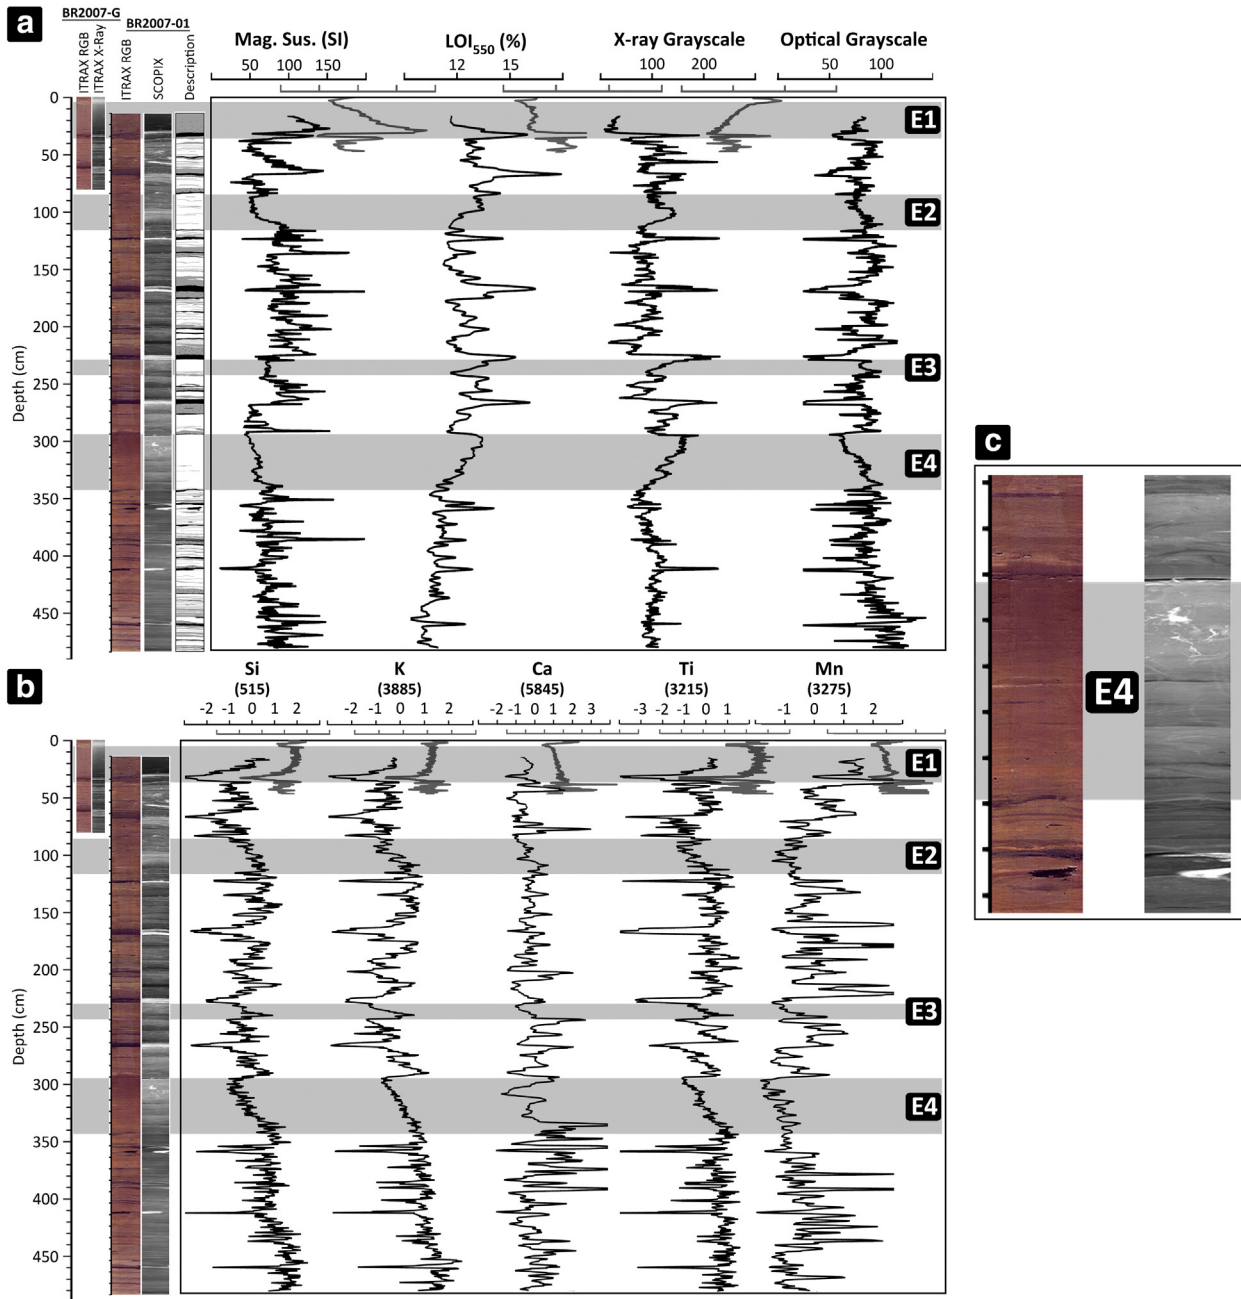 a
BR2007-G
BR2007-01
ITRAX RGB
ITRAX X-Ray
ITRAX RGB
SCOPIX
Description
Mag. Sus. (SI)
LOI550 (%)
X-ray Grayscale
Optical Grayscale
50 100 150
12 15
100 200
50 100
Depth (cm)
0
50
100
150
200
250
300
350
400
450
E1
E2
E3
E4
b
Si
(515)
K
(3885)
Ca
(5845)
Ti
(3215)
Mn
(3275)
-2 -1 0 1 2
-2 -1 0 1 2
-2 -1 0 1 2 3
-3 -2 -1 0 1
-1 0 1 2
Depth (cm)
0
50
100
150
200
250
300
350
400
450
E1
E2
E3
E4
c
E4